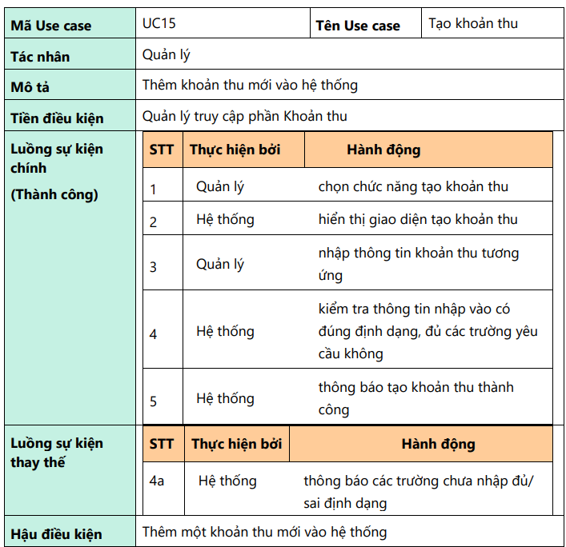 Mã Use case UC15 Tên Use case Tạo khoản thu
Tác nhân Quản lý
Mô tả Thêm khoản thu mới vào hệ thống
Tiền điều kiện Quản lý truy cập phần Khoản thu
Luồng sự kiện
chính
(Thành công)
STT Thực hiện bởi Hành động
1 Quản lý chọn chức năng tạo khoản thu
2 Hệ thống hiển thị giao diện tạo khoản thu
3 Quản lý nhập thông tin khoản thu tương
ứng
4 Hệ thống kiểm tra thông tin nhập vào có
đúng định dạng, đủ các trường yêu
cầu không
5 Hệ thống thông báo tạo khoản thu thành
công
Luồng sự kiện
thay thế
STT Thực hiện bởi Hành động
4a Hệ thống thông báo các trường chưa nhập đủ/
sai định dạng
Hậu điều kiện Thêm một khoản thu mới vào hệ thống